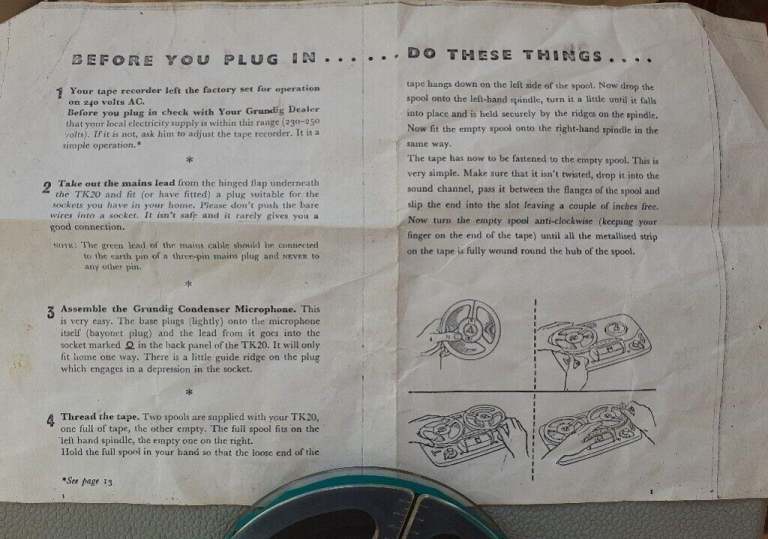 BEFORE YOU PLUG IN . . . . . . DO THESE THINGS . . . .
1 Your tape recorder left the factory set for operation
on 240 volts AC.
Before you plug in check with Your Grundig Dealer
that your local electricity supply is within this range (230-250
volts). If it is not, ask him to adjust the tape recorder. It is a
simple operation.*
*
2 Take out the mains lead from the hinged flap underneath
the TK20 and fit (or have fitted) a plug suitable for the
sockets you have in your home. Please don't push the bare
wires into a socket. It isn't safe and it rarely gives you a
good connection.
NOTE: The green lead of the mains cable should be connected
to the earth pin of a three-pin mains plug and NEVER to
any other pin.
*
3 Assemble the Grundig Condenser Microphone. This
is very easy. The base plugs (lightly) onto the microphone
itself (bayonet plug) and the lead from it goes into the
socket marked in the back panel of the TK20. It will only
fit home one way. There is a little guide ridge on the plug
which engages in a depression in the socket.
*
4 Thread the tape. Two spools are supplied with your TK20,
one full of tape, the other empty. The full spool fits on the
left hand spindle, the empty one on the right.
Hold the full spool in your hand so that the loose end of the
*See page 13
tape hangs down on the left side of the spool. Now drop the
spool onto the left-hand spindle, turn it a little until it falls
into place and is held securely by the ridges on the spindle.
Now fit the empty spool onto the right-hand spindle in the
same way.
The tape has now to be fastened to the empty spool. This is
very simple. Make sure that it isn't twisted, drop it into the
sound channel, pass it between the flanges of the spool and
slip the end into the slot leaving a couple of inches free.
Now turn the empty spool anti-clockwise (keeping your
finger on the end of the tape) until all the metallised strip
on the tape is fully wound round the hub of the spool.